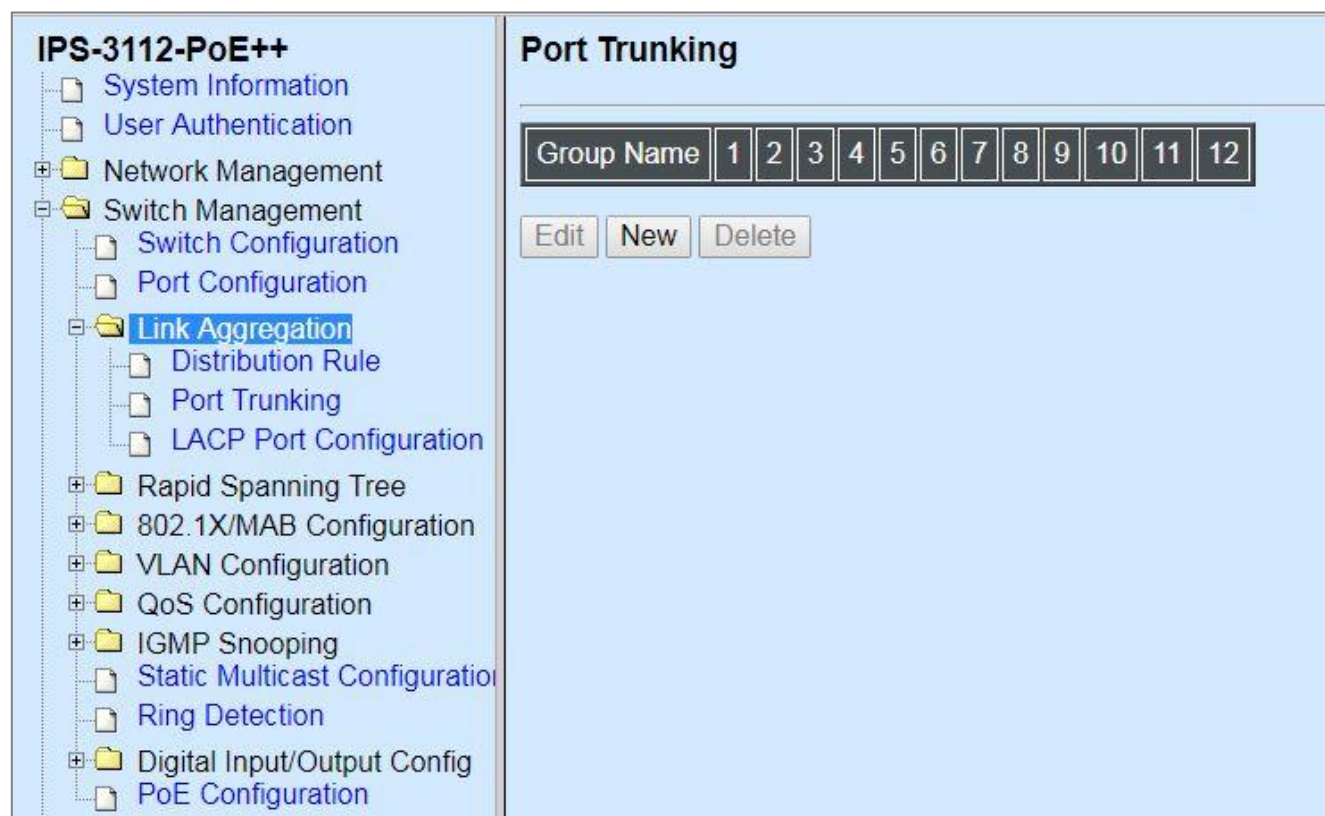 IPS-3112-PoE++
System Information
User Authentication
Network Management
Switch Management
Switch Configuration
Port Configuration
Link Aggregation
Distribution Rule
Port Trunking
LACP Port Configuration
Rapid Spanning Tree
802.1X/MAB Configuration
VLAN Configuration
QoS Configuration
IGMP Snooping
Static Multicast Configuration
Ring Detection
Digital Input/Output Config
PoE Configuration
Port Trunking
Group Name 1 2 3 4 5 6 7 8 9 10 11 12
Edit New Delete